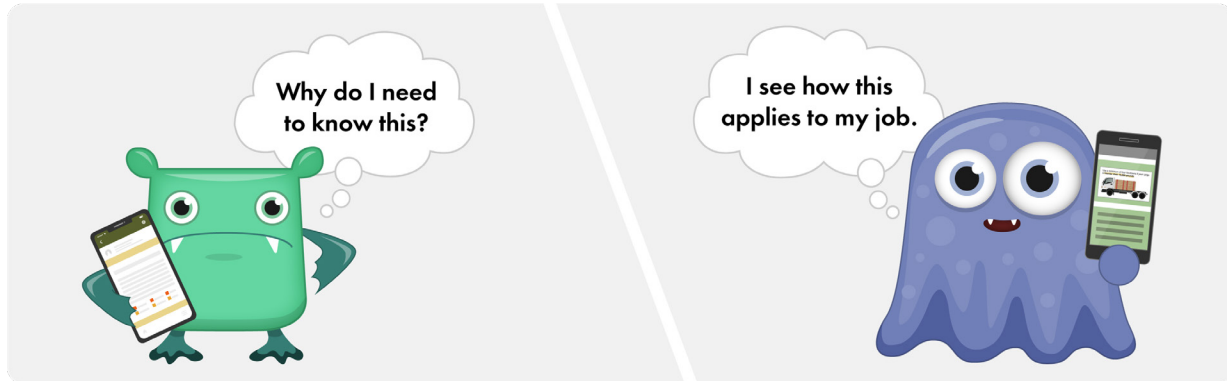 Why do I need
to know this?
I see how this
applies to my job.